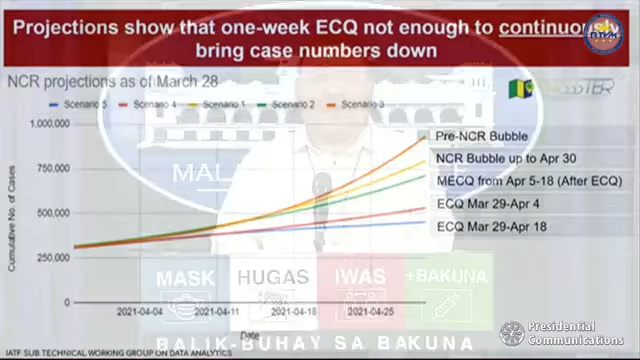 Projections show that one-week ECQ not enough to continuously
bring case numbers down
RTVM
NCR projections as of March 28
Scenario 5 Scenario 4 Scenario 1 Scenario 2 Scenario 3
1,000,000
750,000
500,000
250,000
0
Cumulative No. of Cases
Pre-NCR Bubble
NCR Bubble up to Apr 30
MECQ from Apr 5-18 (After ECQ)
ECQ Mar 29-Apr 4
ECQ Mar 29-Apr 18
MALA
MASK HUGAS IWAS +BAKUNA
2021-04-04 2021-04-11 2021-04-18 2021-04-25
Date
BALIK-BUHAY SA BAKUNA
IATF SUB TECHNICAL WORKING GROUP ON DATA ANALYTICS
Presidential
Communications